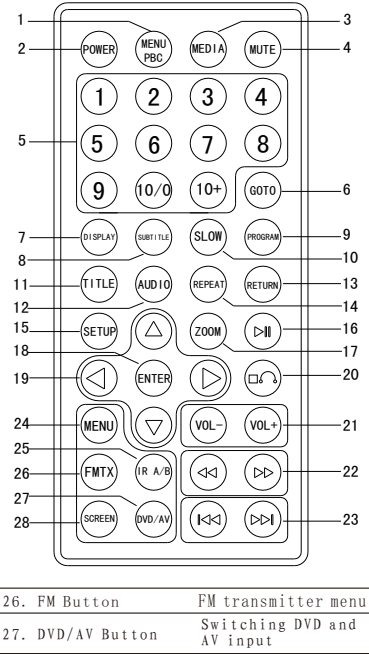 1
3
2
POWER
MENU
PBC
MEDIA
MUTE
4
1
2
3
4
5
5
6
7
8
9
10/0
10+
GOTO
6
7
DISPLAY
SUBTITLE
SLOW
PROGRAM
9
8
10
11
TITLE
AUDIO
REPEAT
RETURN
13
12
14
15
SETUP
ZOOM
16
18
17
19
ENTER
20
24
MENU
VOL-
VOL+
21
25
26
FMTX
IR A/B
22
27
28
SCREEN
DVD/AV
23
26. FM Button FM transmitter menu
27. DVD/AV Button Switching DVD and
AV input